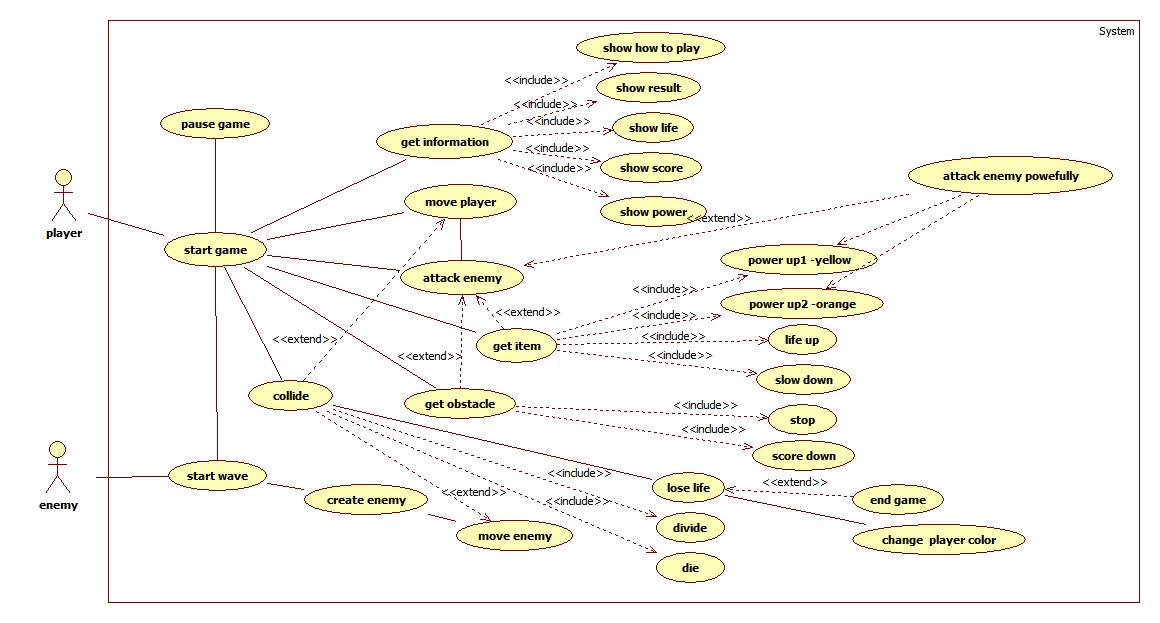 System
show how to play
<<include>>
show result
<<include>>
pause game
<<include>>
show life
get information
<<include>>
show score
<<include>>
attack enemy powefully
move player
show power
<<extend>>
player
start game
power up1 -yellow
attack enemy
<<include>>
power up2 -orange
<<extend>>
<<include>>
<<extend>>
get item
<<include>>
life up
<<extend>>
<<include>>
slow down
collide
get obstacle
<<include>>
stop
<<include>>
score down
start wave
<<include>>
lose life
<<extend>>
enemy
create enemy
<<extend>>
<<include>>
end game
move enemy
divide
change  player color
die